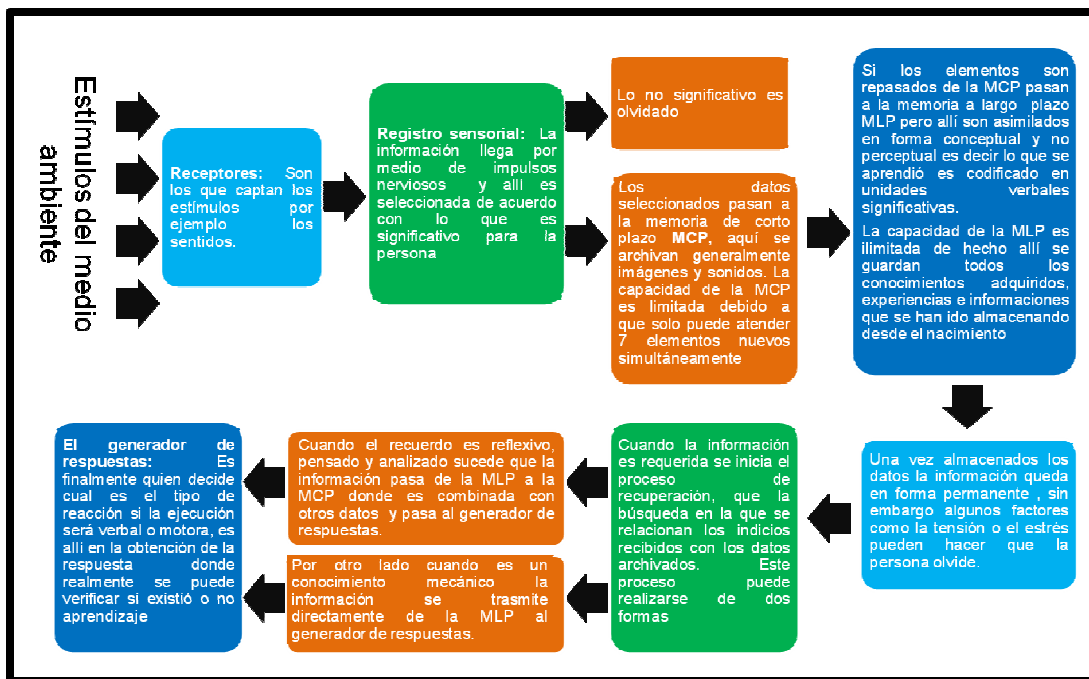 Estímulos del medio
ambiente
Receptores: Son
los que captan los
estímulos por
ejemplo los
sentidos.
Registro sensorial: La
información llega por
medio de impulsos
nerviosos y allí es
seleccionada de acuerdo
con lo que es
significativo para la
persona
Lo no significativo es
olvidado
Los datos
seleccionados pasan a
la memoria de corto
plazo MCP, aquí se
archivan generalmente
imágenes y sonidos. La
capacidad de la MCP
es limitada debido a
que solo puede atender
7 elementos nuevos
simultáneamente
Si los elementos son
repasados de la MCP pasan
a la memoria a largo plazo
MLP pero allí son asimilados
en forma conceptual y no
perceptual es decir lo que se
aprendió es codificado en
unidades verbales
significativas.
La capacidad de la MLP es
ilimitada de hecho allí se
guardan todos los
conocimientos adquiridos,
experiencias e informaciones
que se han ido almacenando
desde el nacimiento
Una vez almacenados los
datos la información queda
en forma permanente , sin
embargo algunos factores
como la tensión o el estrés
pueden hacer que la
persona olvide.
Cuando la información
es requerida se inicia el
proceso de
recuperación, que la
búsqueda en la que se
relacionan los indicios
recibidos con los datos
archivados. Este
proceso puede
realizarse de dos
formas
Cuando el recuerdo es reflexivo,
pensado y analizado sucede que la
información pasa de la MLP a la
MCP donde es combinada con
otros datos y pasa al generador de
respuestas.
Por otro lado cuando es un
conocimiento mecánico la
información se trasmite
directamente de la MLP al
generador de respuestas.
El generador de
respuestas: Es
finalmente quien decide
cual es el tipo de
reacción si la ejecución
será verbal o motora, es
allí en la obtención de la
respuesta donde
realmente se puede
verificar si existió o no
aprendizaje